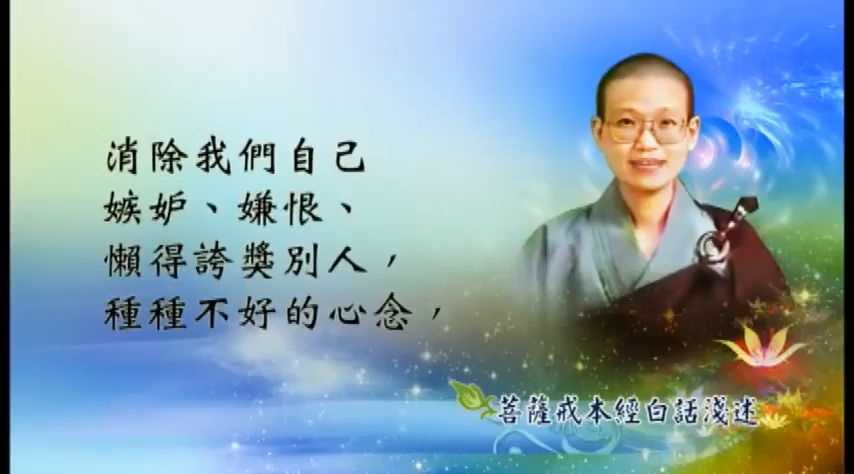 消除我們自己
嫉妒、嫌恨、
懶得誇獎別人，
種種不好的心念，
菩薩戒本經白話淺述